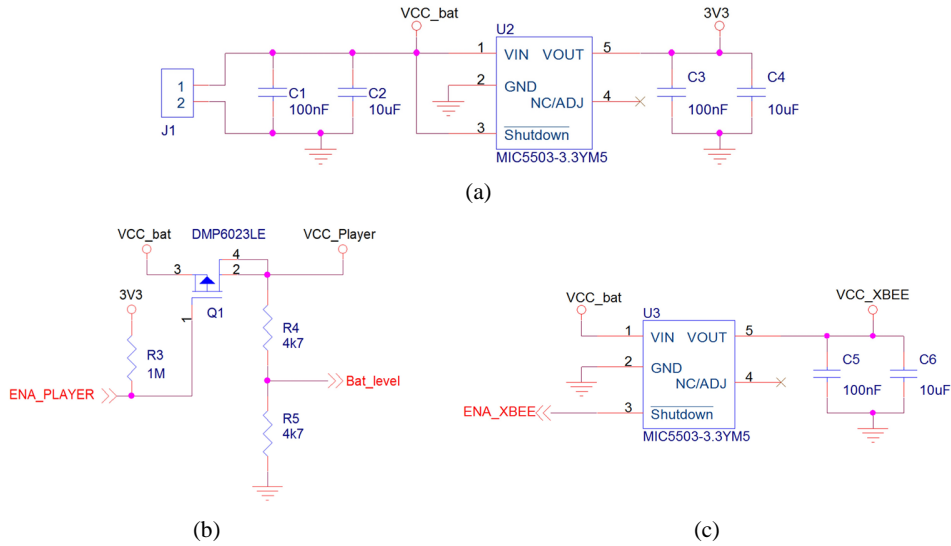 VCC_bat
U2
3V3
1
VIN
VOUT
5
1
2
J1
C1
100nF
C2
10uF
2
GND
NC/ADJ
4
3
Shutdown
MIC5503-3.3YM5
C3
100nF
C4
10uF
(a)
VCC_bat
DMP6023LE
VCC_Player
3
4
2
Q1
1
3V3
R3
1M
ENA_PLAYER
R4
4k7
Bat_level
R5
4k7
(b)
VCC_bat
U3
VCC_XBEE
1
VIN
VOUT
5
2
GND
NC/ADJ
4
ENA_XBEE
3
Shutdown
MIC5503-3.3YM5
C5
100nF
C6
10uF
(c)